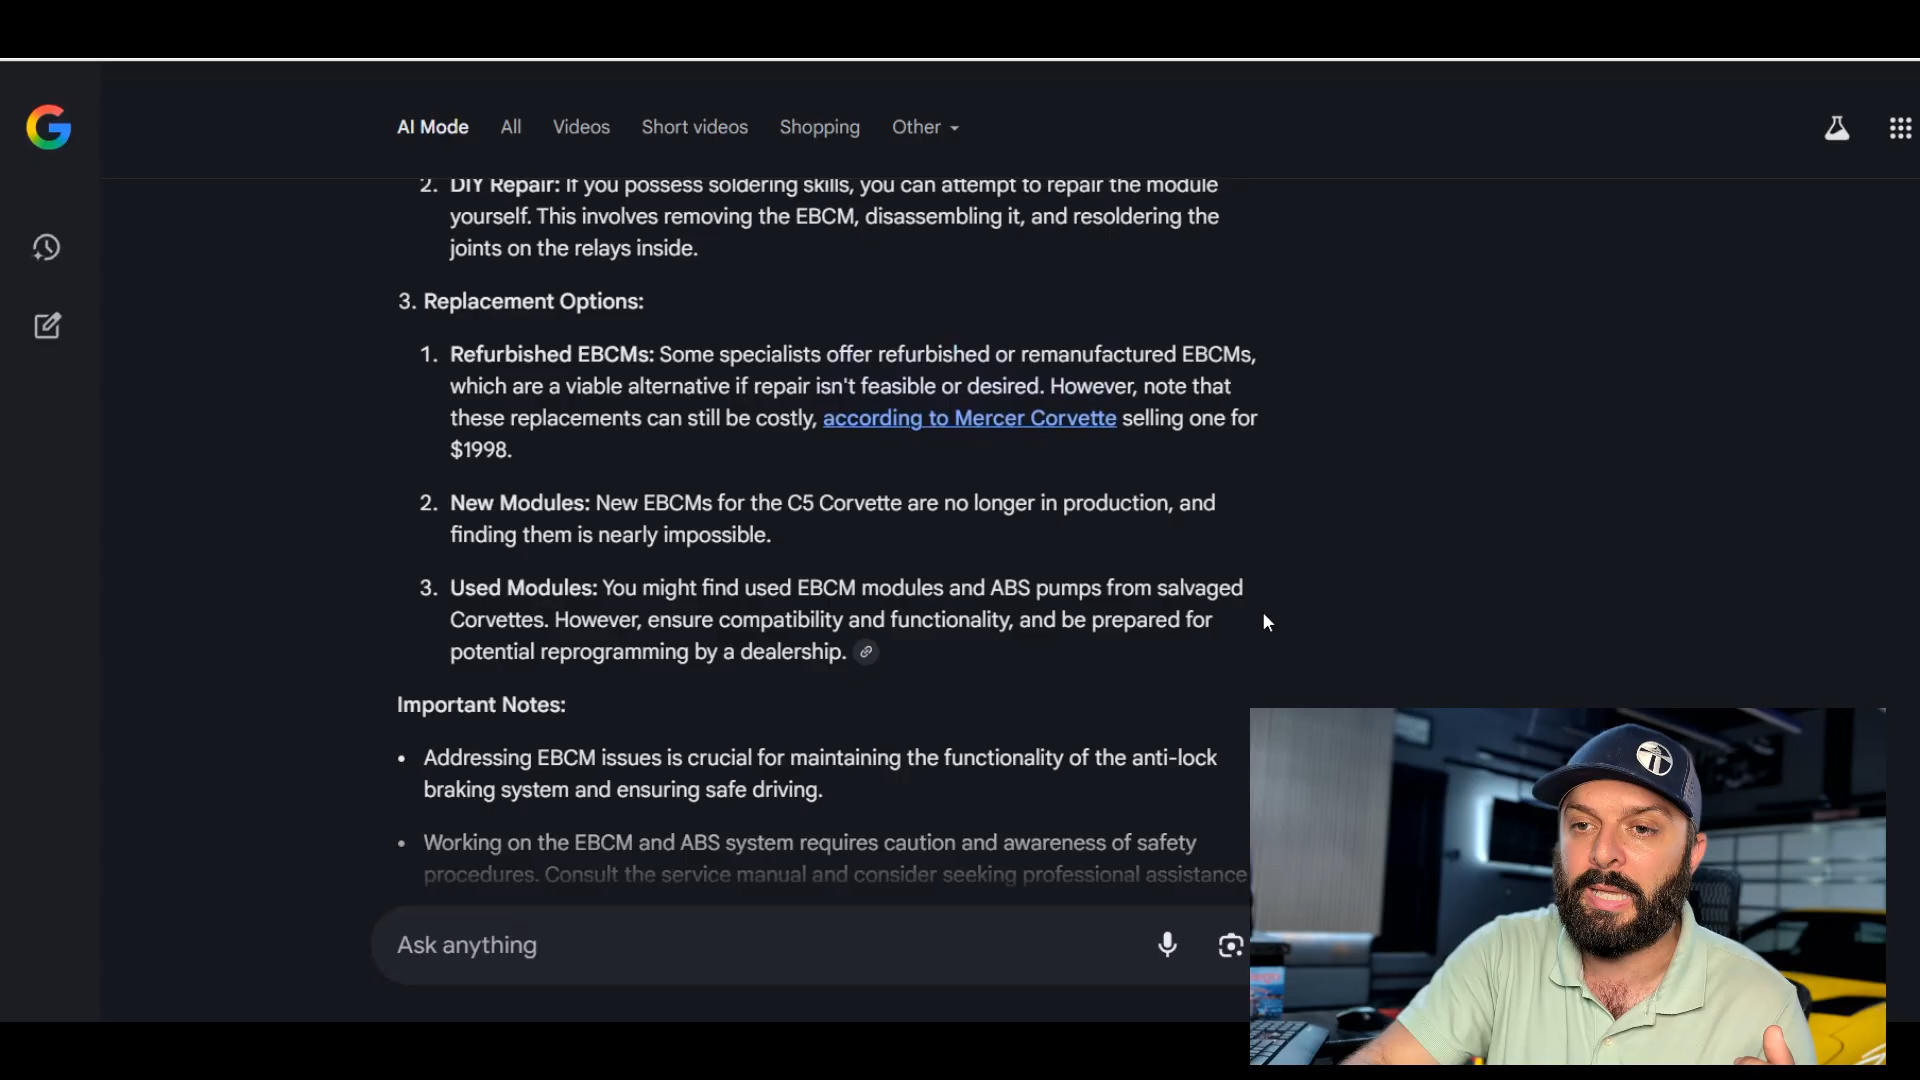 AI Mode All Videos Short videos Shopping Other
2. DIY Repair: If you possess soldering skills, you can attempt to repair the module
yourself. This involves removing the EBCM, disassembling it, and resoldering the
joints on the relays inside.
3. Replacement Options:
1. Refurbished EBCMs: Some specialists offer refurbished or remanufactured EBCMs,
which are a viable alternative if repair isn't feasible or desired. However, note that
these replacements can still be costly, according to Mercer Corvette selling one for
$1998.
2. New Modules: New EBCMs for the C5 Corvette are no longer in production, and
finding them is nearly impossible.
3. Used Modules: You might find used EBCM modules and ABS pumps from salvaged
Corvettes. However, ensure compatibility and functionality, and be prepared for
potential reprogramming by a dealership.
Important Notes:
• Addressing EBCM issues is crucial for maintaining the functionality of the anti-lock
braking system and ensuring safe driving.
• Working on the EBCM and ABS system requires caution and awareness of safety
procedures. Consult the service manual and consider seeking professional assistance
Ask anything